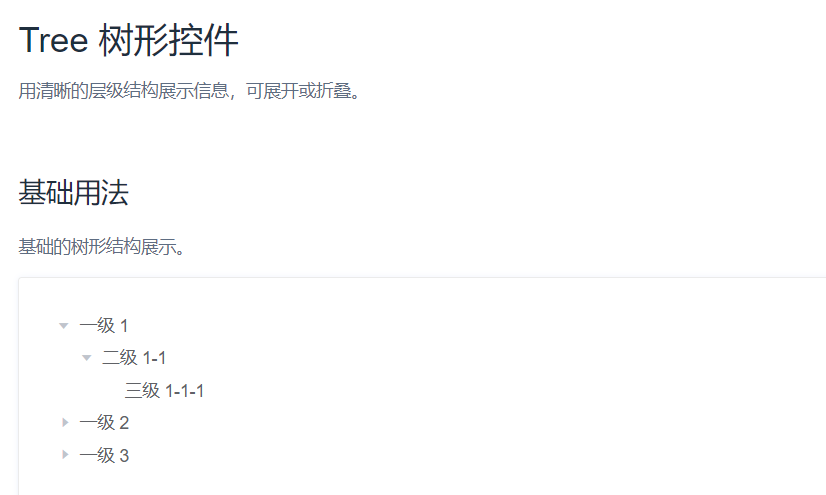 Tree 树形控件
用清晰的层级结构展示信息，可展开或折叠。
基础用法
基础的树形结构展示。
一级 1
二级 1-1
三级 1-1-1
一级 2
一级 3